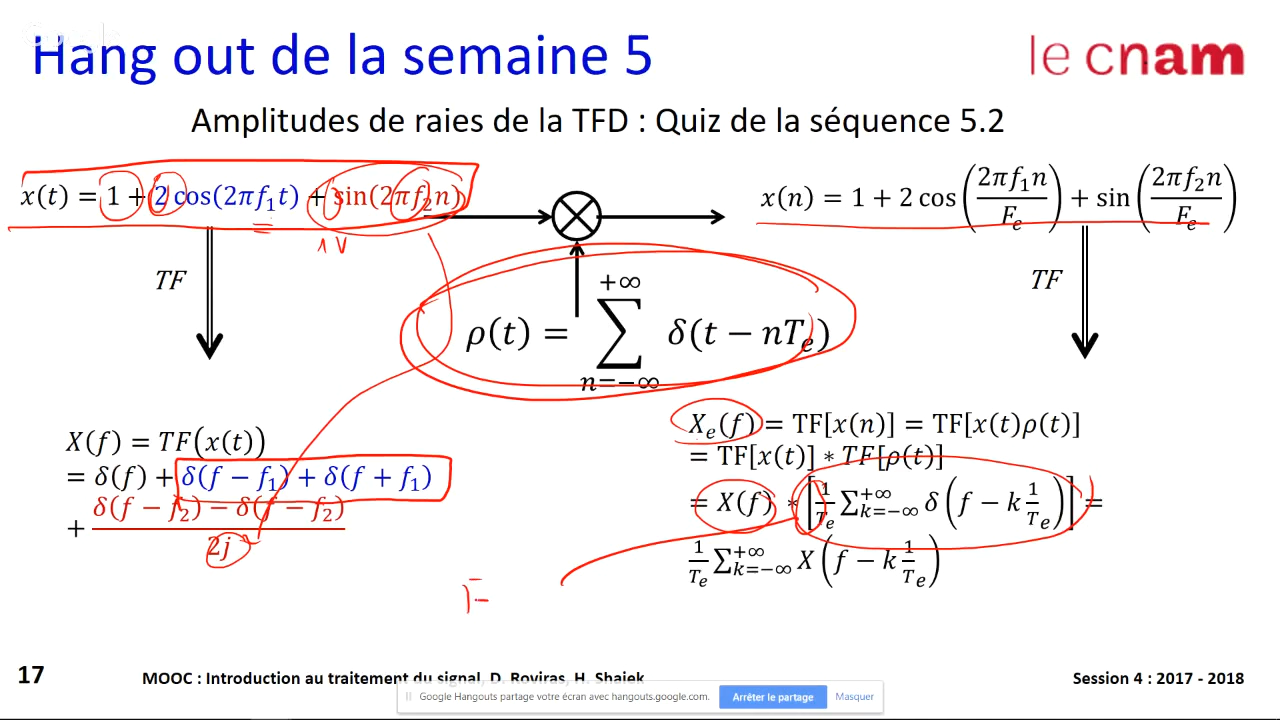 Hang out de la semaine 5
le cnam
Amplitudes de raies de la TFD : Quiz de la séquence 5.2
x(t) = 1 + 2 cos(2πf₁t) + sin(2πf₂n)
1V
x(n) = 1 + 2 cos(2πf₁n/Fₑ) + sin(2πf₂n/Fₑ)
TF
TF
ρ(t) = ∑_{n=−∞}^{+∞} δ(t − nTₑ)
X(f) = TF(x(t))
= δ(f) + δ(f − f₁) + δ(f + f₁)
+ (δ(f − f₂) − δ(f − f₂))/2j
Xₑ(f) = TF[x(n)] = TF[x(t)ρ(t)]
= TF[x(t)] ∗ TF[ρ(t)]
= X(f) ∗ [1/Tₑ ∑_{k=−∞}^{+∞} δ(f − k 1/Tₑ)] =
1/Tₑ ∑_{k=−∞}^{+∞} X(f − k 1/Tₑ)
17
MOOC : Introduction au traitement du signal, D. Roviras, H. Shaiek
Session 4 : 2017 - 2018
Google Hangouts partage votre écran avec hangouts.google.com.
Arrêter le partage
Masquer